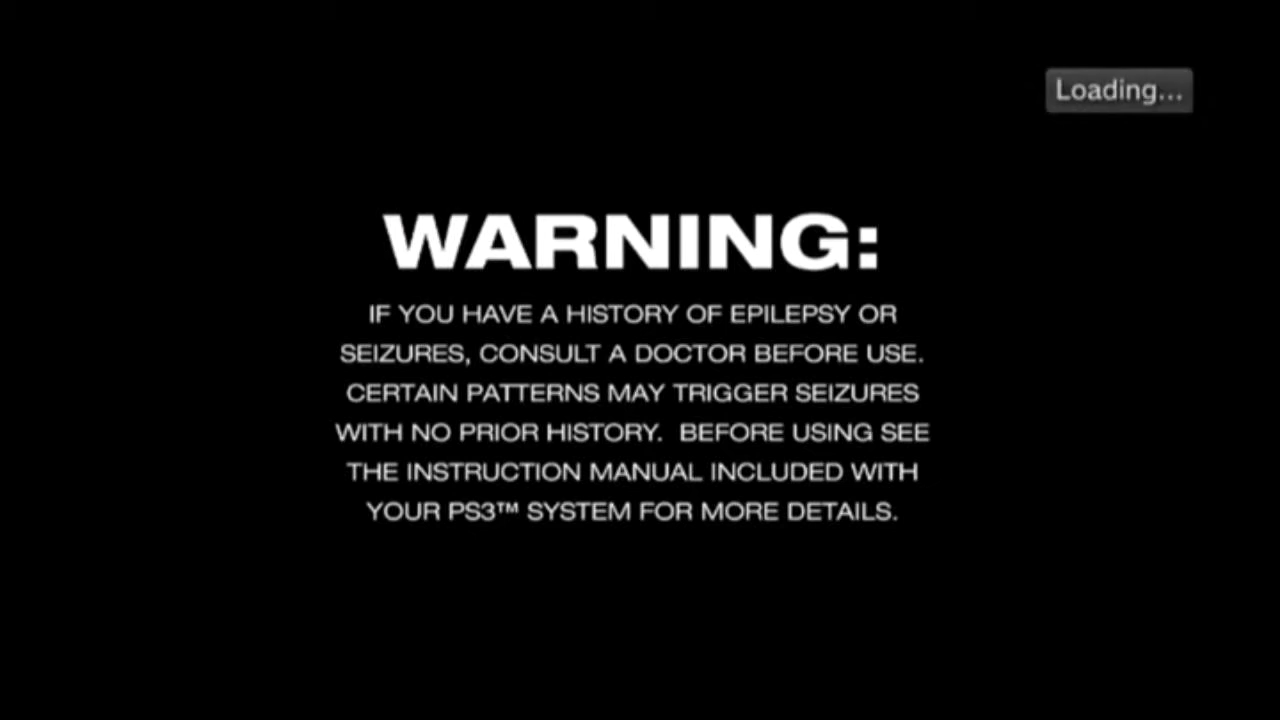 Loading...
WARNING:
IF YOU HAVE A HISTORY OF EPILEPSY OR
SEIZURES, CONSULT A DOCTOR BEFORE USE.
CERTAIN PATTERNS MAY TRIGGER SEIZURES
WITH NO PRIOR HISTORY.  BEFORE USING SEE
THE INSTRUCTION MANUAL INCLUDED WITH
YOUR PS3™ SYSTEM FOR MORE DETAILS.